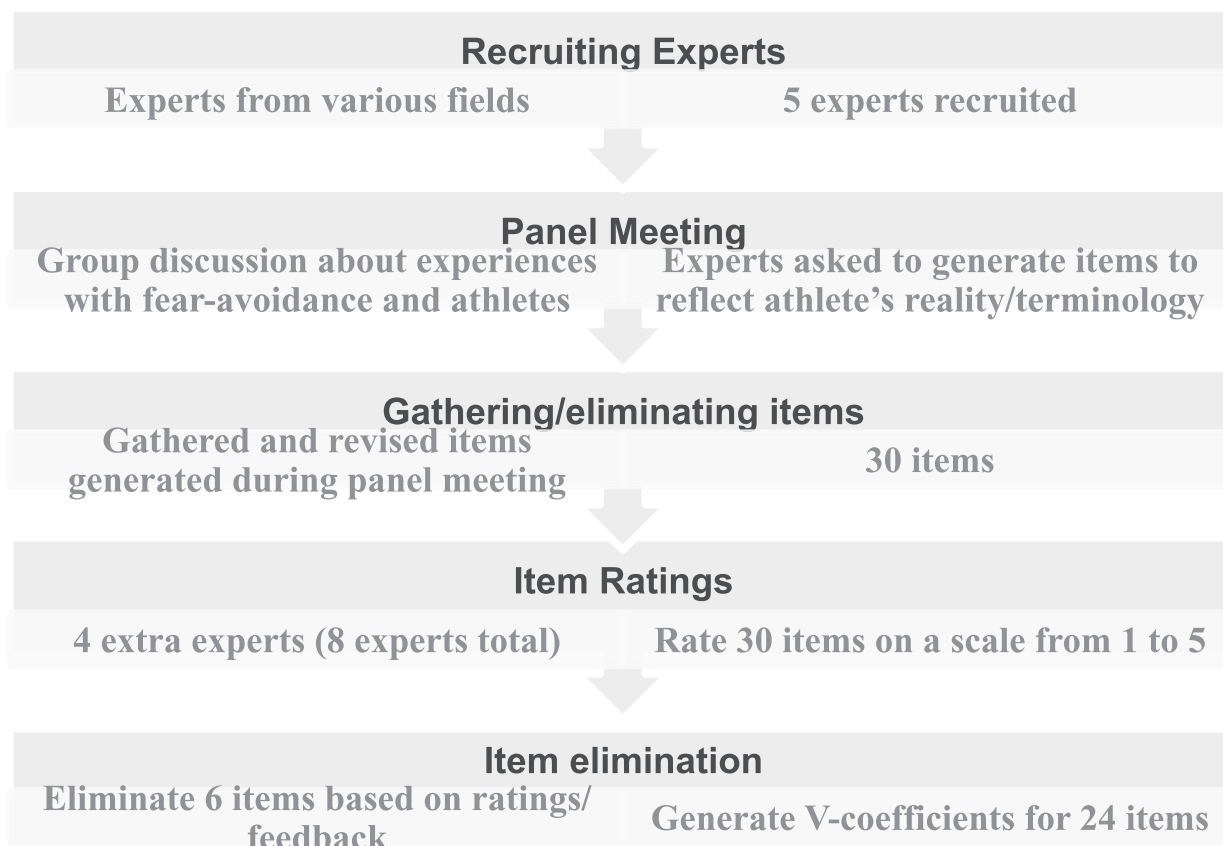 Recruiting Experts
Experts from various fields
5 experts recruited
Panel Meeting
Group discussion about experiences
with fear-avoidance and athletes
Experts asked to generate items to
reflect athlete’s reality/terminology
Gathering/eliminating items
Gathered and revised items
generated during panel meeting
30 items
Item Ratings
4 extra experts (8 experts total)
Rate 30 items on a scale from 1 to 5
Item elimination
Eliminate 6 items based on ratings/
feedback
Generate V-coefficients for 24 items